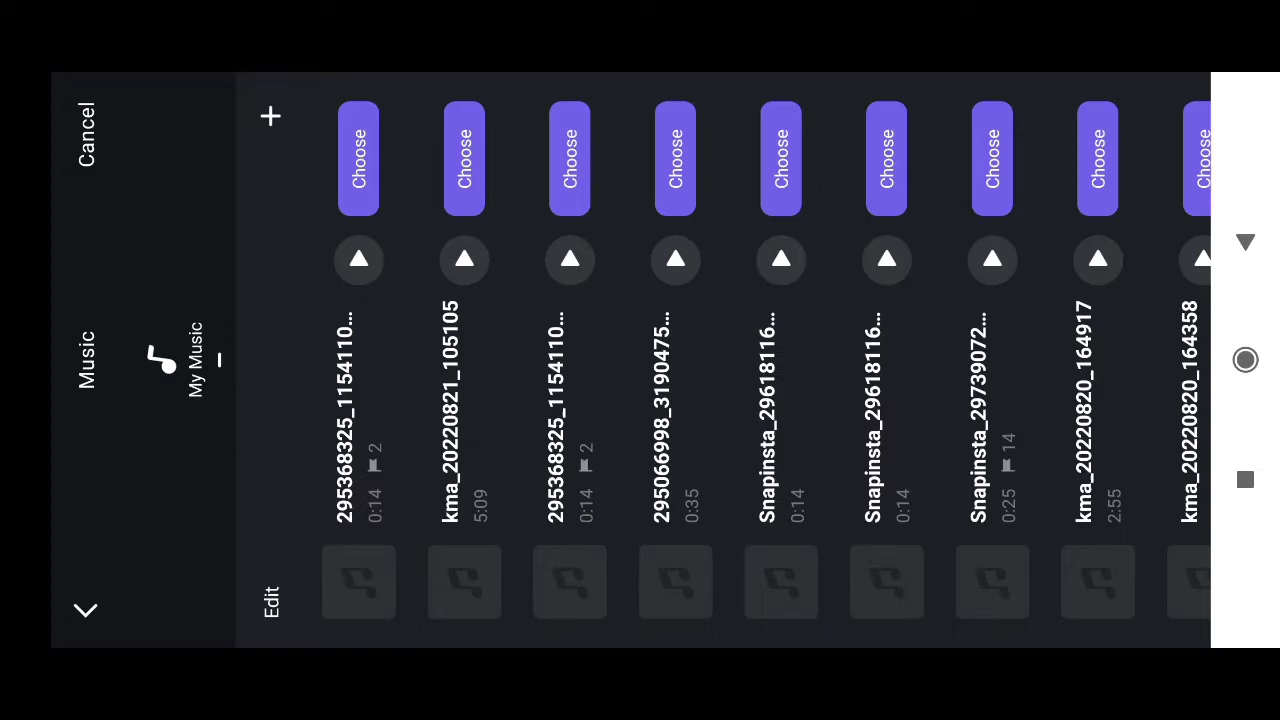 Music
Cancel
My Music
Edit
+
295368325_1154110...
0:14 2
Choose
kma_20220821_105105
5:09
Choose
295368325_1154110...
0:14 2
Choose
295066998_3190475...
0:35
Choose
Snapinsta_29618116...
0:14
Choose
Snapinsta_29618116...
0:14
Choose
Snapinsta_29739072...
0:25 14
Choose
kma_20220820_164917
2:55
Choose
kma_20220820_164358
Choose